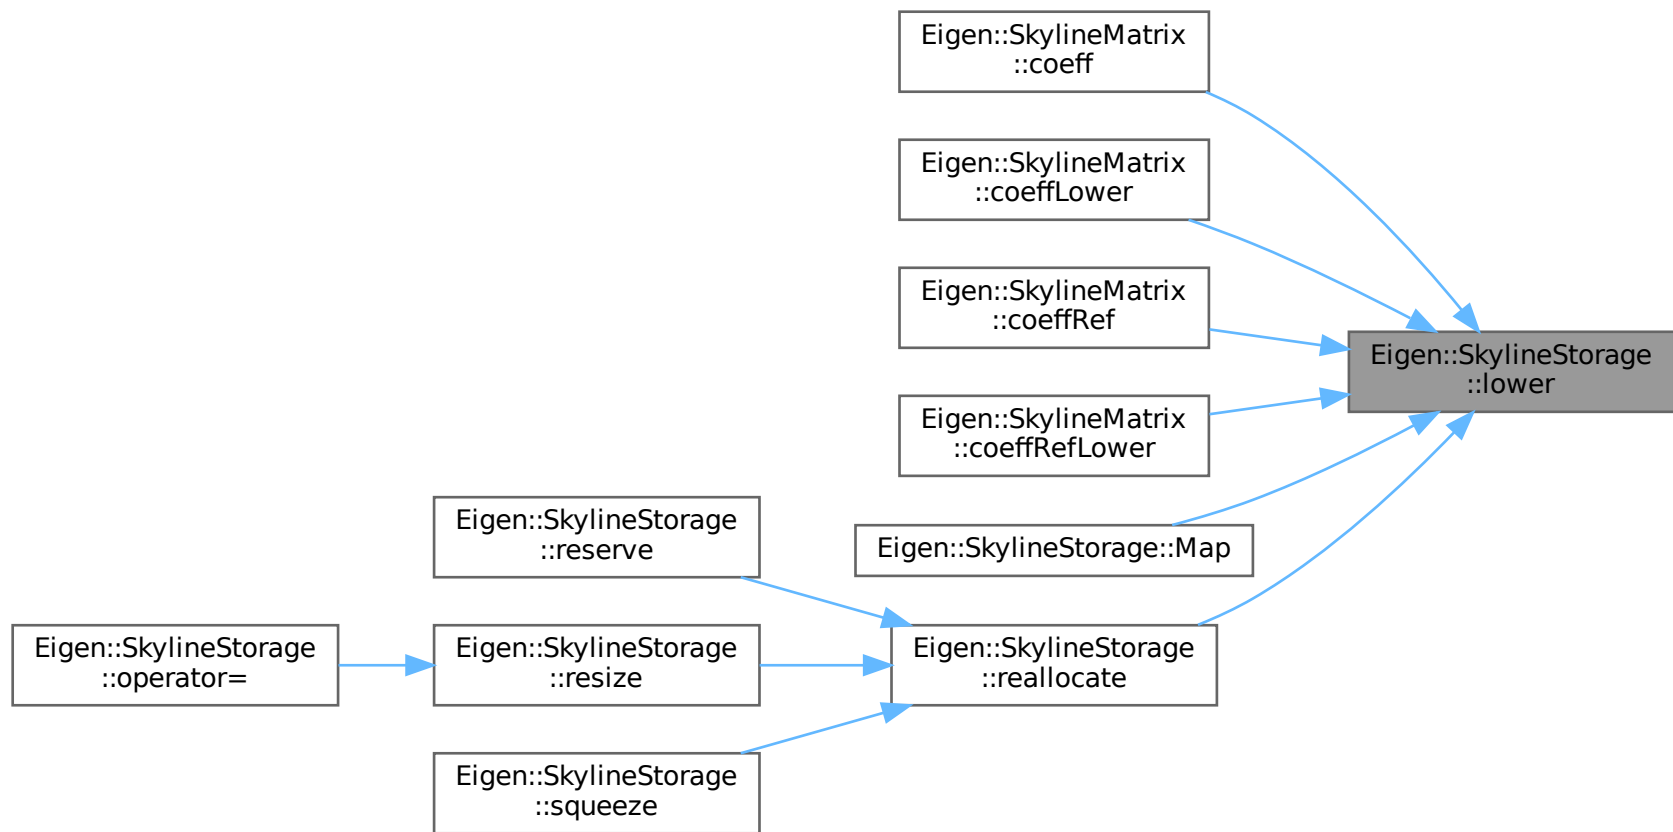 Eigen::SkylineMatrix
::coeff
Eigen::SkylineMatrix
::coeffLower
Eigen::SkylineMatrix
::coeffRef
Eigen::SkylineStorage
::lower
Eigen::SkylineMatrix
::coeffRefLower
Eigen::SkylineStorage
::reserve
Eigen::SkylineStorage::Map
Eigen::SkylineStorage
::operator=
Eigen::SkylineStorage
::resize
Eigen::SkylineStorage
::reallocate
Eigen::SkylineStorage
::squeeze